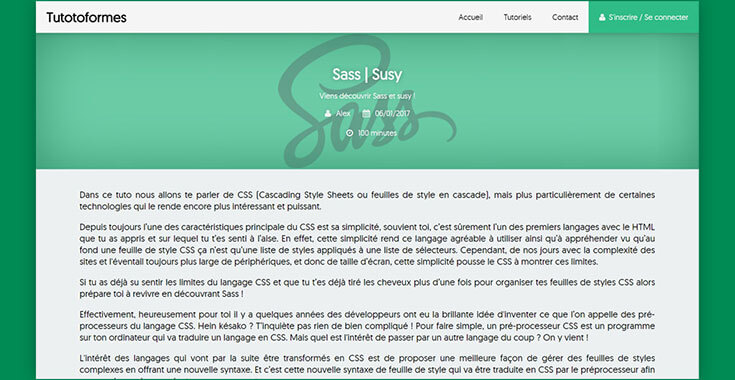 Tutotoformes
Accueil
Tutoriels
Contact
S'inscrire / Se connecter
Sass | Susy
Viens découvrir Sass et susy !
Alex 06/01/2017
100 minutes
Sass
Dans ce tuto nous allons te parler de CSS (Cascading Style Sheets ou feuilles de style en cascade), mais plus particulièrement de certaines
technologies qui le rende encore plus intéressant et puissant.
Depuis toujours l'une des caractéristiques principale du CSS est sa simplicité, souvient toi, c'est sûrement l'un des premiers langages avec le HTML
que tu as appris et sur lequel tu t'es senti à l'aise. En effet, cette simplicité rend ce langage agréable à utiliser ainsi qu'à appréhender vu qu'au
fond une feuille de style CSS ça n'est qu'une liste de styles appliqués à une liste de sélecteurs. Cependant, de nos jours avec la complexité des
sites et l'éventail toujours plus large de périphériques, et donc de taille d'écran, cette simplicité pousse le CSS à montrer ces limites.
Si tu as déjà su sentir les limites du langage CSS et que tu t'es déjà tiré les cheveux plus d'une fois pour organiser tes feuilles de styles CSS alors
prépare toi à revivre en découvrant Sass !
Effectivement, heureusement pour toi il y a quelques années des développeurs ont eu la brillante idée d'inventer ce que l'on appelle des pré-
processeurs du langage CSS. Hein késako ? T'inquiète pas rien de bien compliqué ! Pour faire simple, un pré-processeur CSS est un programme
sur ton ordinateur qui va traduire un langage en CSS. Mais quel est l'intérêt de passer par un autre langage du coup ? On y vient !
L'intérêt des langages qui vont par la suite être transformés en CSS est de proposer une meilleure façon de gérer des feuilles de styles
complexes en offrant une nouvelle syntaxe. Et c'est cette nouvelle syntaxe de feuille de style qui va être traduite en CSS par le préprocesseur afin